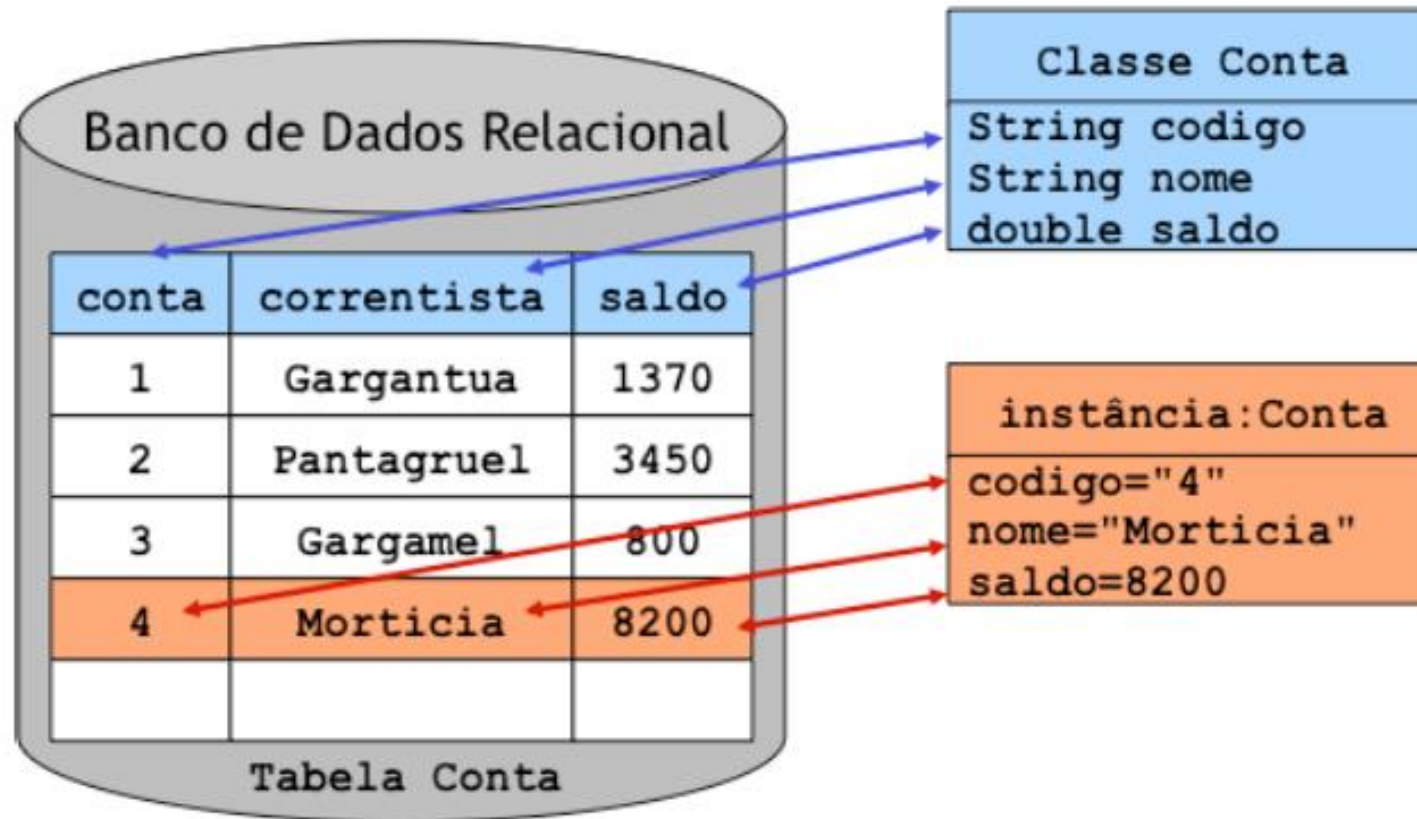 Banco de Dados Relacional
conta correntista saldo
1 Gargantua 1370
2 Pantagruel 3450
3 Gargamel 800
4 Morticia 8200
Tabela Conta
Classe Conta
String codigo
String nome
double saldo
instância:Conta
codigo="4"
nome="Morticia"
saldo=8200